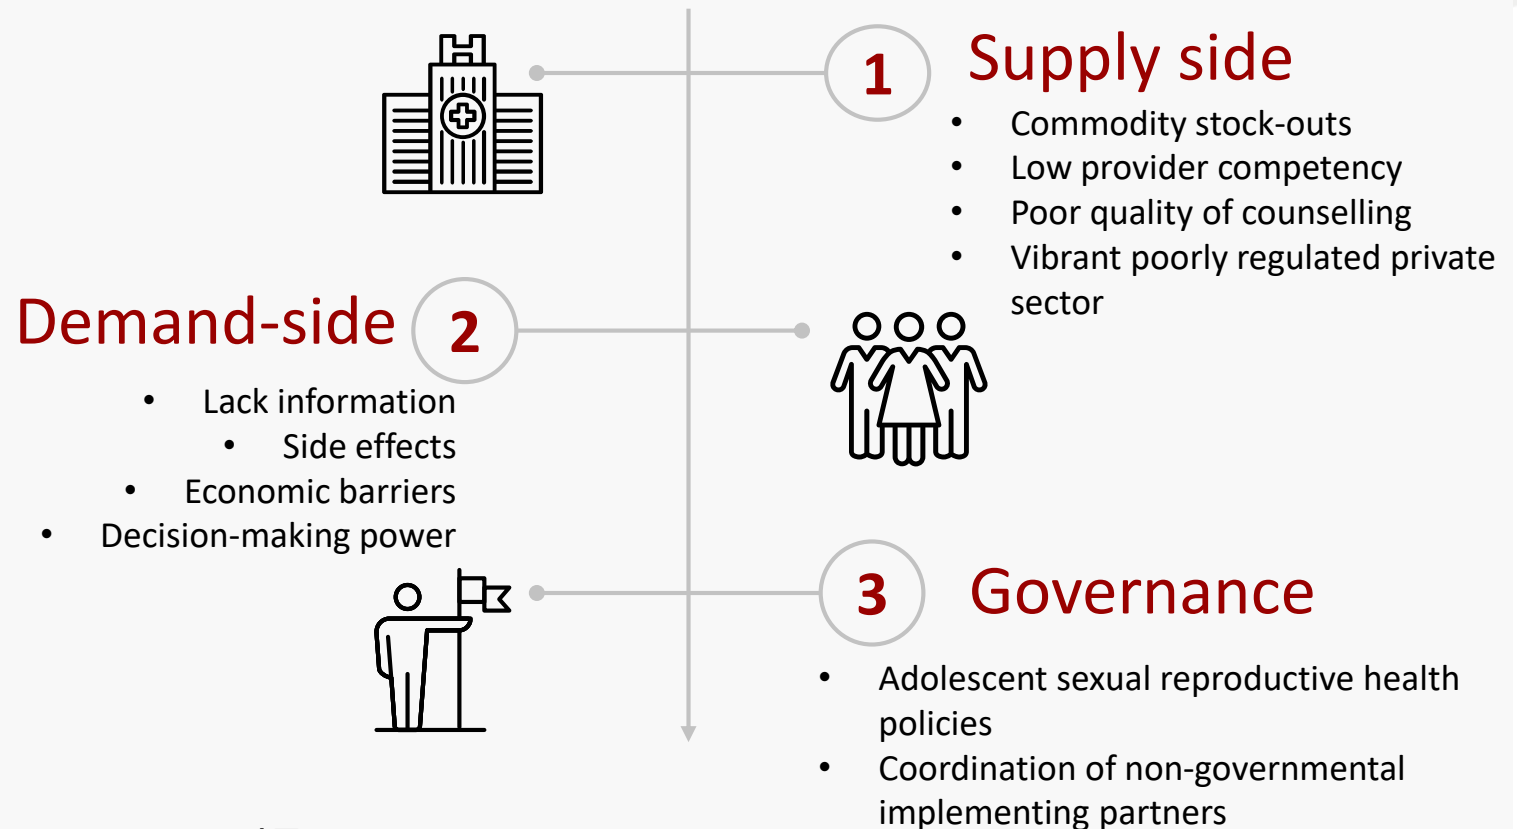 1 Supply side
• Commodity stock-outs
• Low provider competency
• Poor quality of counselling
• Vibrant poorly regulated private
sector
Demand-side 2
• Lack information
• Side effects
• Economic barriers
• Decision-making power
3 Governance
• Adolescent sexual reproductive health
policies
• Coordination of non-governmental
implementing partners